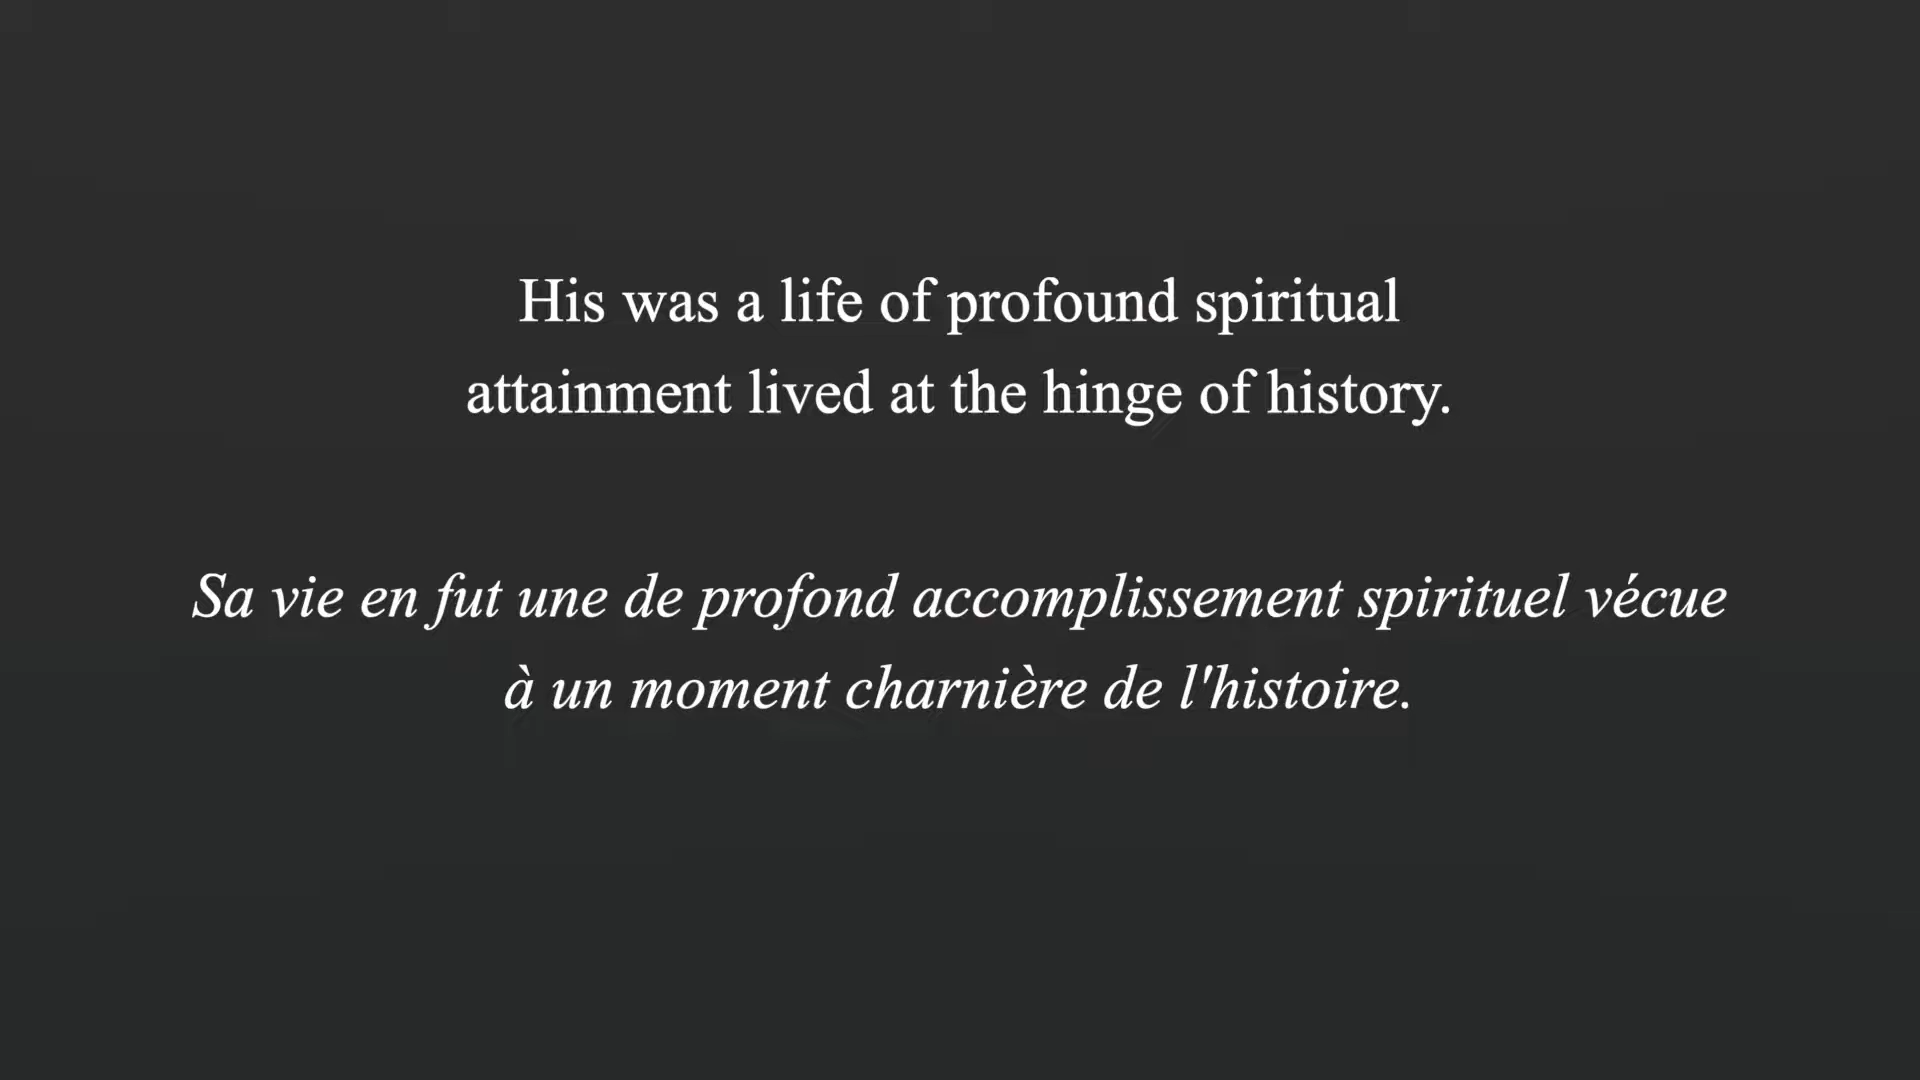 His was a life of profound spiritual
attainment lived at the hinge of history.
Sa vie en fut une de profond accomplissement spirituel vécue
à un moment charnière de l'histoire.